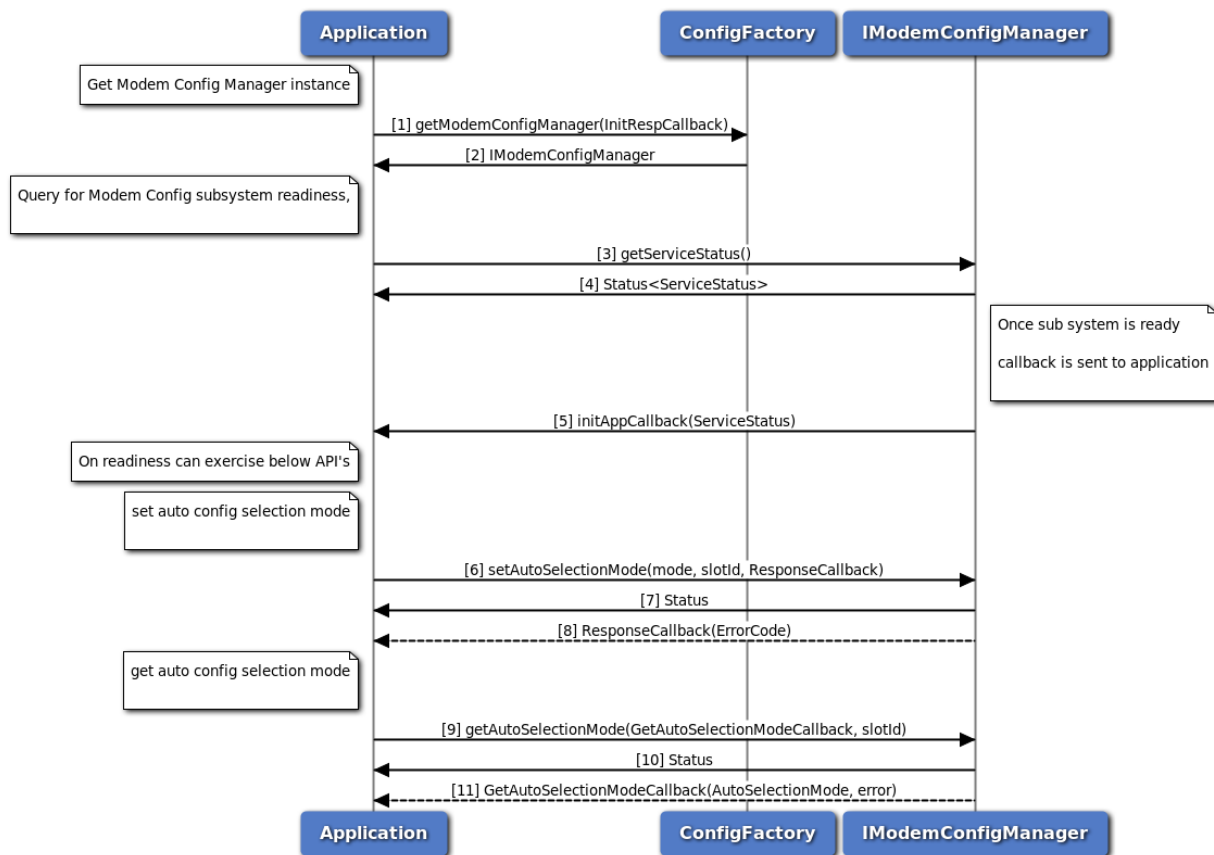 Application
ConfigFactory
IModemConfigManager
Get Modem Config Manager instance
[1] getModemConfigManager(InitRespCallback)
[2] IModemConfigManager
Query for Modem Config subsystem readiness,
[3] getServiceStatus()
[4] Status<ServiceStatus>
Once sub system is ready
callback is sent to application
[5] initAppCallback(ServiceStatus)
On readiness can exercise below API's
set auto config selection mode
[6] setAutoSelectionMode(mode, slotId, ResponseCallback)
[7] Status
[8] ResponseCallback(ErrorCode)
get auto config selection mode
[9] getAutoSelectionMode(GetAutoSelectionModeCallback, slotId)
[10] Status
[11] GetAutoSelectionModeCallback(AutoSelectionMode, error)
Application
ConfigFactory
IModemConfigManager